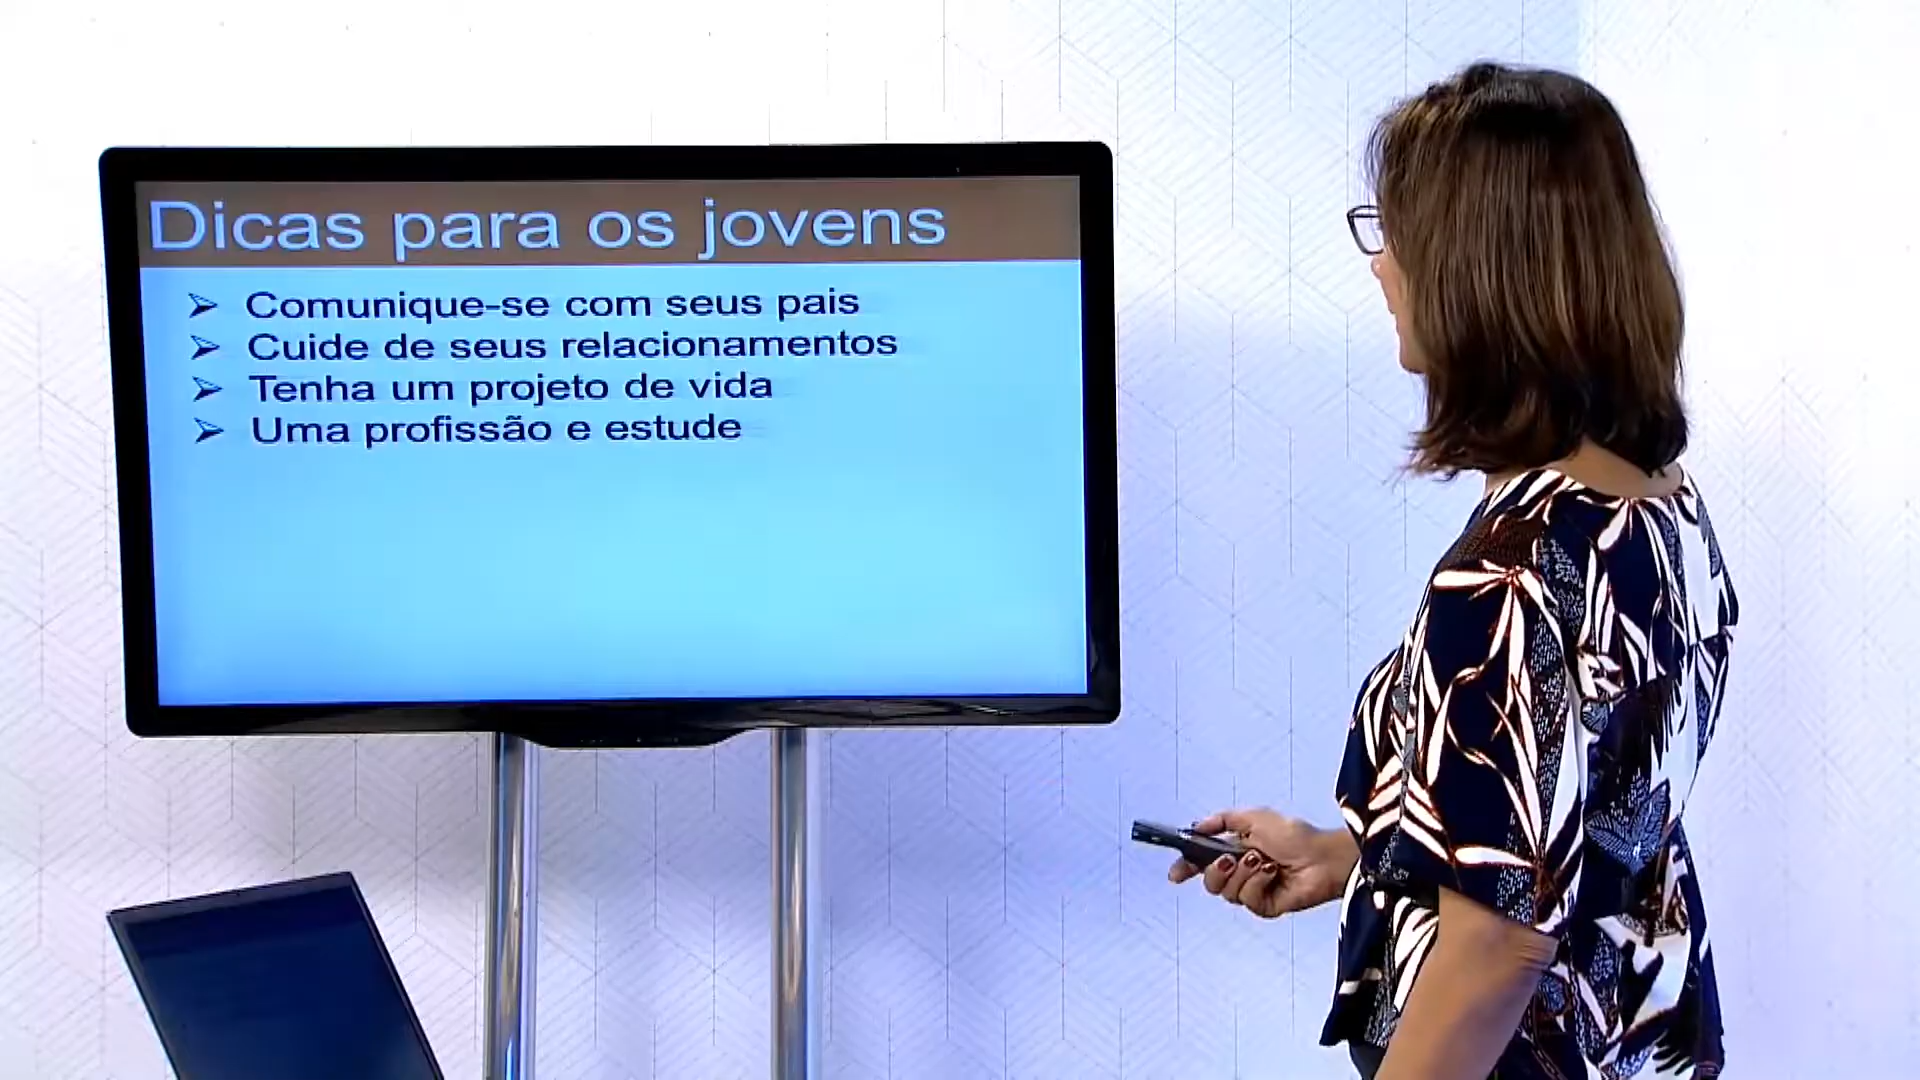 Dicas para os jovens
➢ Comunique-se com seus pais
➢ Cuide de seus relacionamentos
➢ Tenha um projeto de vida
➢ Uma profissão e estude